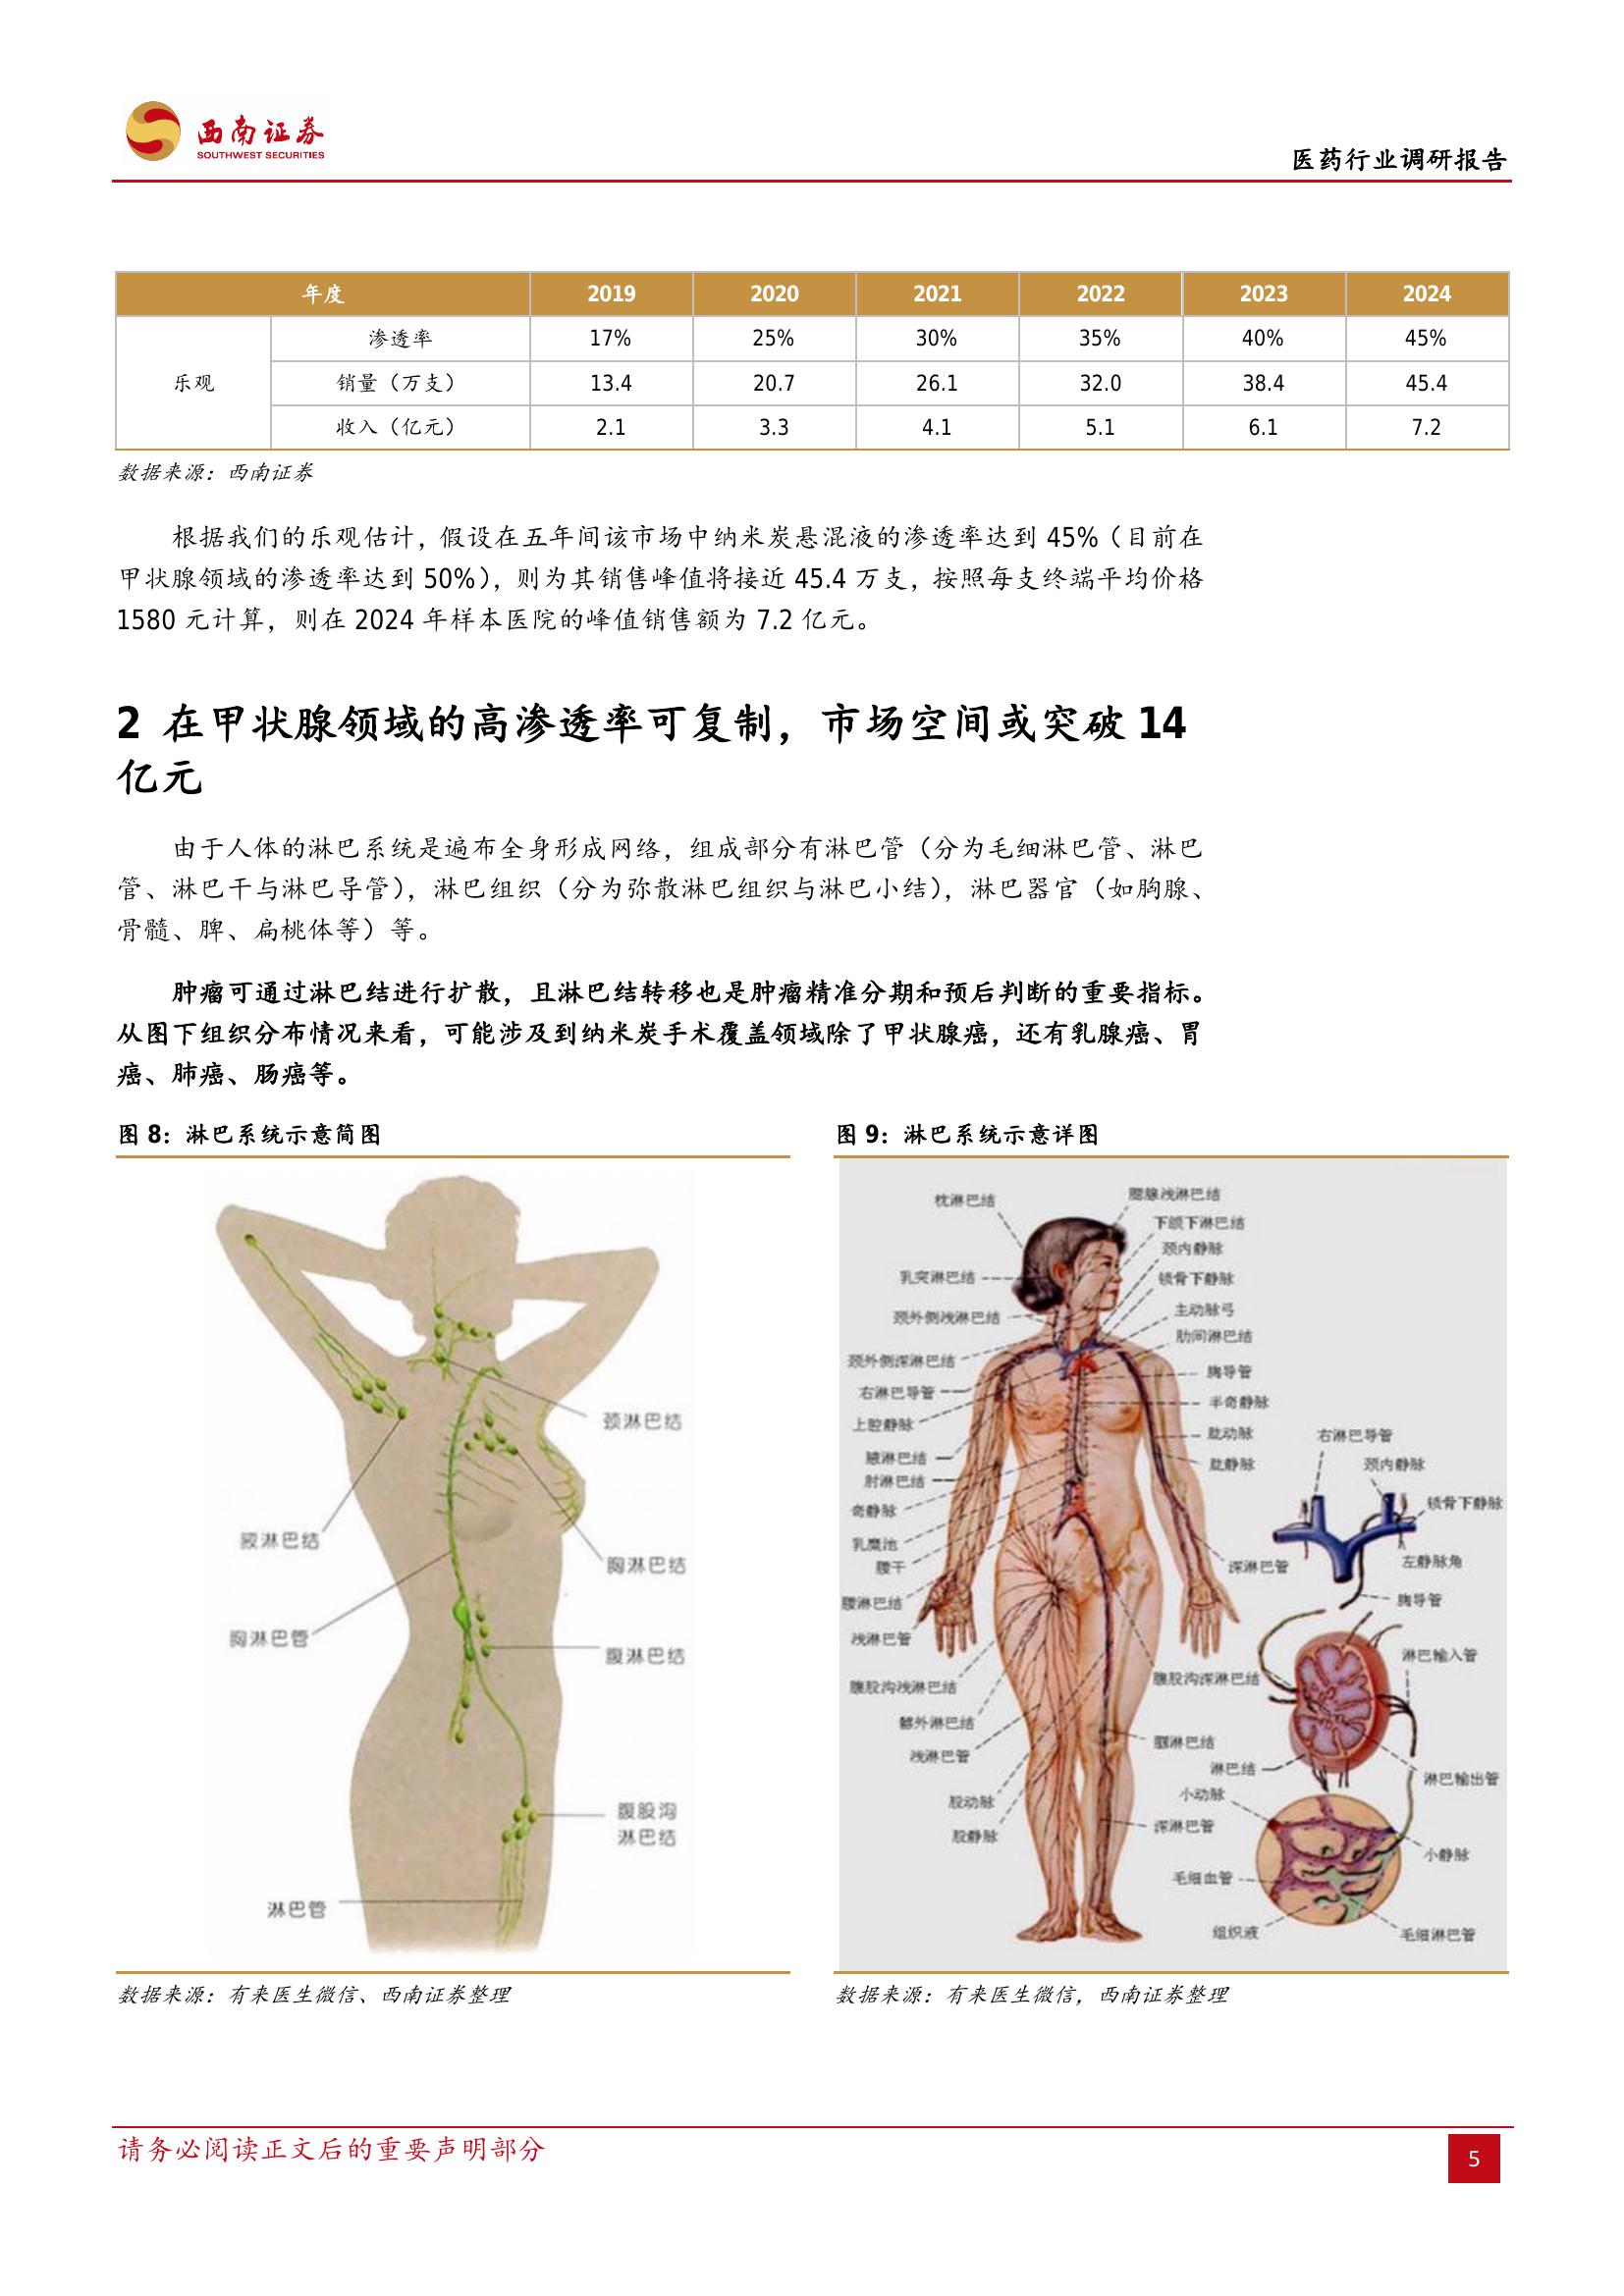 西南证券
SOUTHWEST SECURITIES
医药行业调研报告
年度 2019 2020 2021 2022 2023 2024
乐观
渗透率 17% 25% 30% 35% 40% 45%
销量（万支） 13.4 20.7 26.1 32.0 38.4 45.4
收入（亿元） 2.1 3.3 4.1 5.1 6.1 7.2
数据来源：西南证券
根据我们的乐观估计，假设在五年间该市场中纳米炭悬混液的渗透率达到 45%（目前在
甲状腺领域的渗透率达到 50%），则为其销售峰值将接近 45.4 万支，按照每支终端平均价格
1580 元计算，则在 2024 年样本医院的峰值销售额为 7.2 亿元。
2 在甲状腺领域的高渗透率可复制，市场空间或突破 14
亿元
由于人体的淋巴系统是遍布全身形成网络，组成部分有淋巴管（分为毛细淋巴管、淋巴
管、淋巴干与淋巴导管），淋巴组织（分为弥散淋巴组织与淋巴小结），淋巴器官（如胸腺、
骨髓、脾、扁桃体等）等。
肿瘤可通过淋巴结进行扩散，且淋巴结转移也是肿瘤精准分期和预后判断的重要指标。
从图下组织分布情况来看，可能涉及到纳米炭手术覆盖领域除了甲状腺癌，还有乳腺癌、胃
癌、肺癌、肠癌等。
图 8：淋巴系统示意简图
颈淋巴结
腋淋巴结
胸淋巴结
胸淋巴管
腹淋巴结
腹股沟
淋巴结
淋巴管
数据来源：有来医生微信、西南证券整理
图 9：淋巴系统示意详图
枕淋巴结
腮腺浅淋巴结
下颌下淋巴结
颈内静脉
乳突淋巴结
锁骨下静脉
颈外侧浅淋巴结
主动脉弓
肋间淋巴结
颈外侧深淋巴结
胸导管
右淋巴导管
半奇静脉
上腔静脉
肱动脉
右淋巴导管
腋淋巴结
肱静脉
颈内静脉
肘淋巴结
奇静脉
锁骨下静脉
乳糜池
腰干
深淋巴管
左静脉角
腰淋巴结
胸导管
浅淋巴管
淋巴输入管
腹股沟浅淋巴结
腹股沟深淋巴结
髂外淋巴结
浅淋巴管
腘淋巴结
淋巴结
淋巴输出管
股动脉
小动脉
股静脉
深淋巴管
小静脉
毛细血管
组织液
毛细淋巴管
数据来源：有来医生微信，西南证券整理
请务必阅读正文后的重要声明部分
5